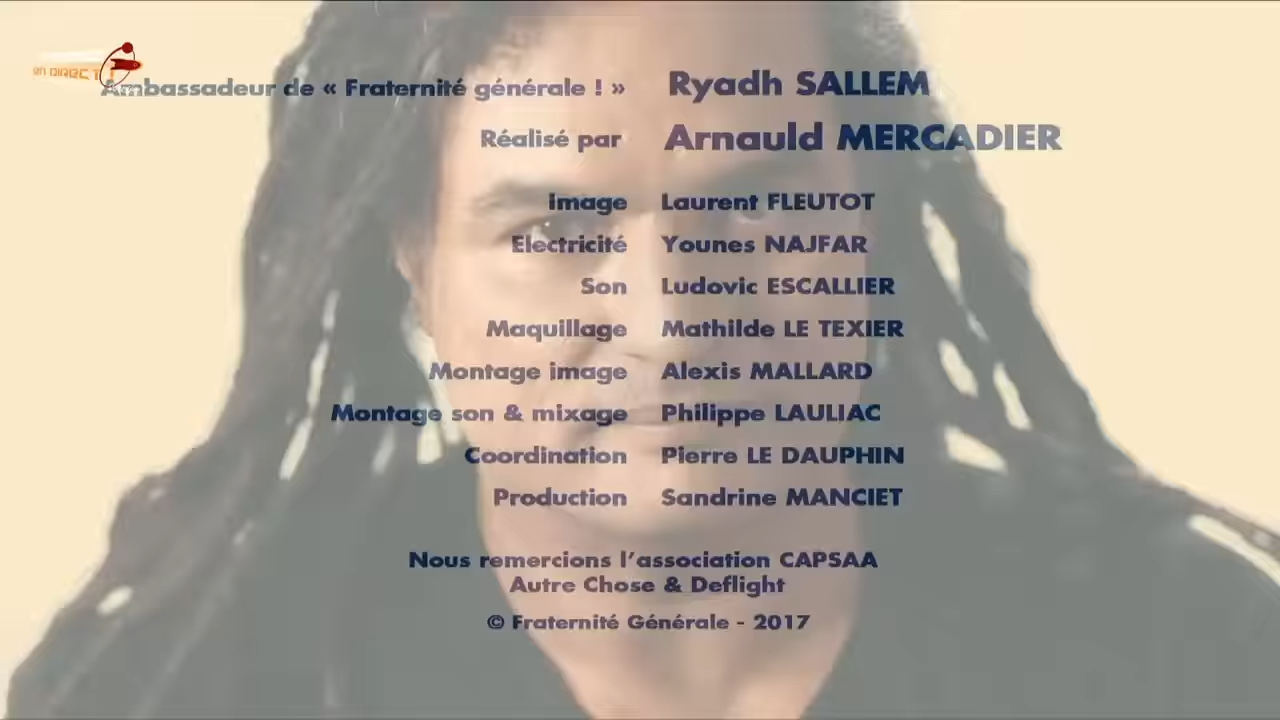 en DIRECT
Ambassadeur de « Fraternité générale ! » Ryadh SALLEM
Réalisé par Arnauld MERCADIER
Image Laurent FLEUTOT
Electricité Younes NAJFAR
Son Ludovic ESCALLIER
Maquillage Mathilde LE TEXIER
Montage image Alexis MALLARD
Montage son & mixage Philippe LAULIAC
Coordination Pierre LE DAUPHIN
Production Sandrine MANCIET
Nous remercions l’association CAPSAA
Autre Chose & Deflight
© Fraternité Générale - 2017